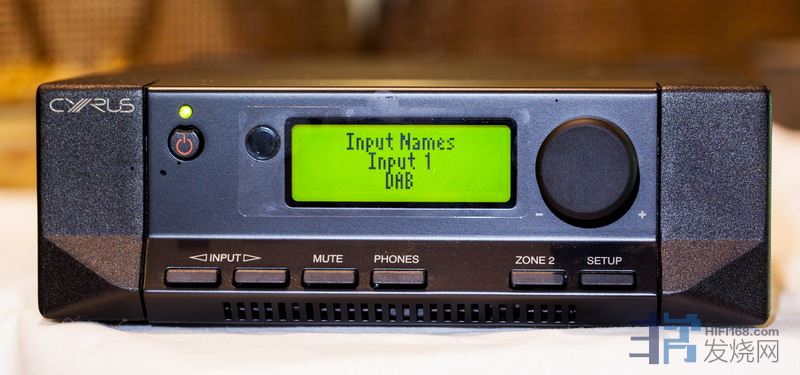 CYRUS
Input Names
Input 1
DAB
- +
INPUT
MUTE
PHONES
ZONE 2
SETUP
HIFI168.com
发烧网